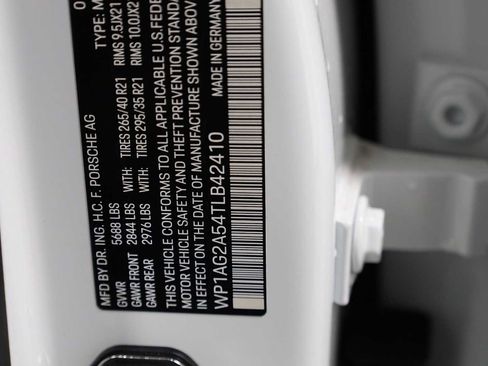 MFD BY DR. ING. H.C. F. PORSCHE AG
GVWR 5688 LBS WITH: TIRES 265/40 R21 RIMS 9.5JX21
GAWR FRONT 2844 LBS WITH: TIRES 295/35 R21 RIMS 10.0JX2
GAWR REAR 2976 LBS
THIS VEHICLE CONFORMS TO ALL APPLICABLE U.S. FEDE
MOTOR VEHICLE SAFETY AND THEFT PREVENTION STANDA
IN EFFECT ON THE DATE OF MANUFACTURE SHOWN ABOV
WP1AG2A54TLB42410 MADE IN GERMANY
TYPE: M